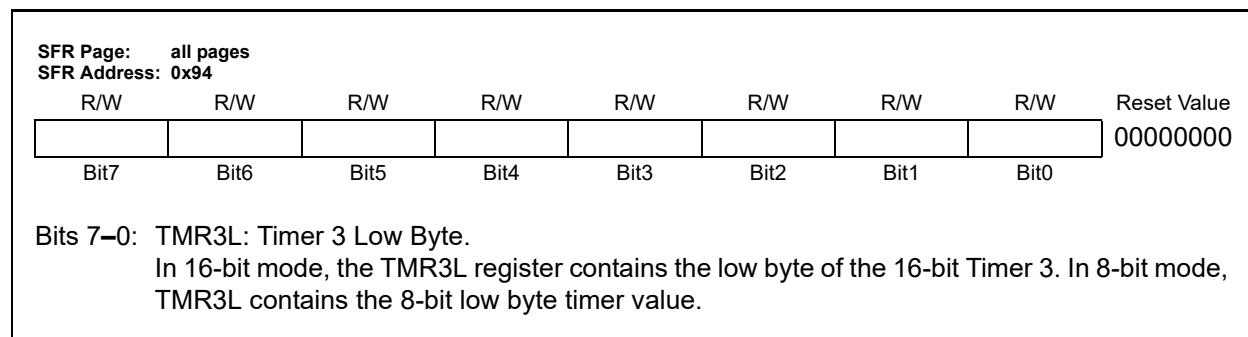 SFR Page: all pages
SFR Address: 0x94
R/W R/W R/W R/W R/W R/W R/W R/W Reset Value
00000000
Bit7 Bit6 Bit5 Bit4 Bit3 Bit2 Bit1 Bit0
Bits 7–0: TMR3L: Timer 3 Low Byte.
In 16-bit mode, the TMR3L register contains the low byte of the 16-bit Timer 3. In 8-bit mode,
TMR3L contains the 8-bit low byte timer value.